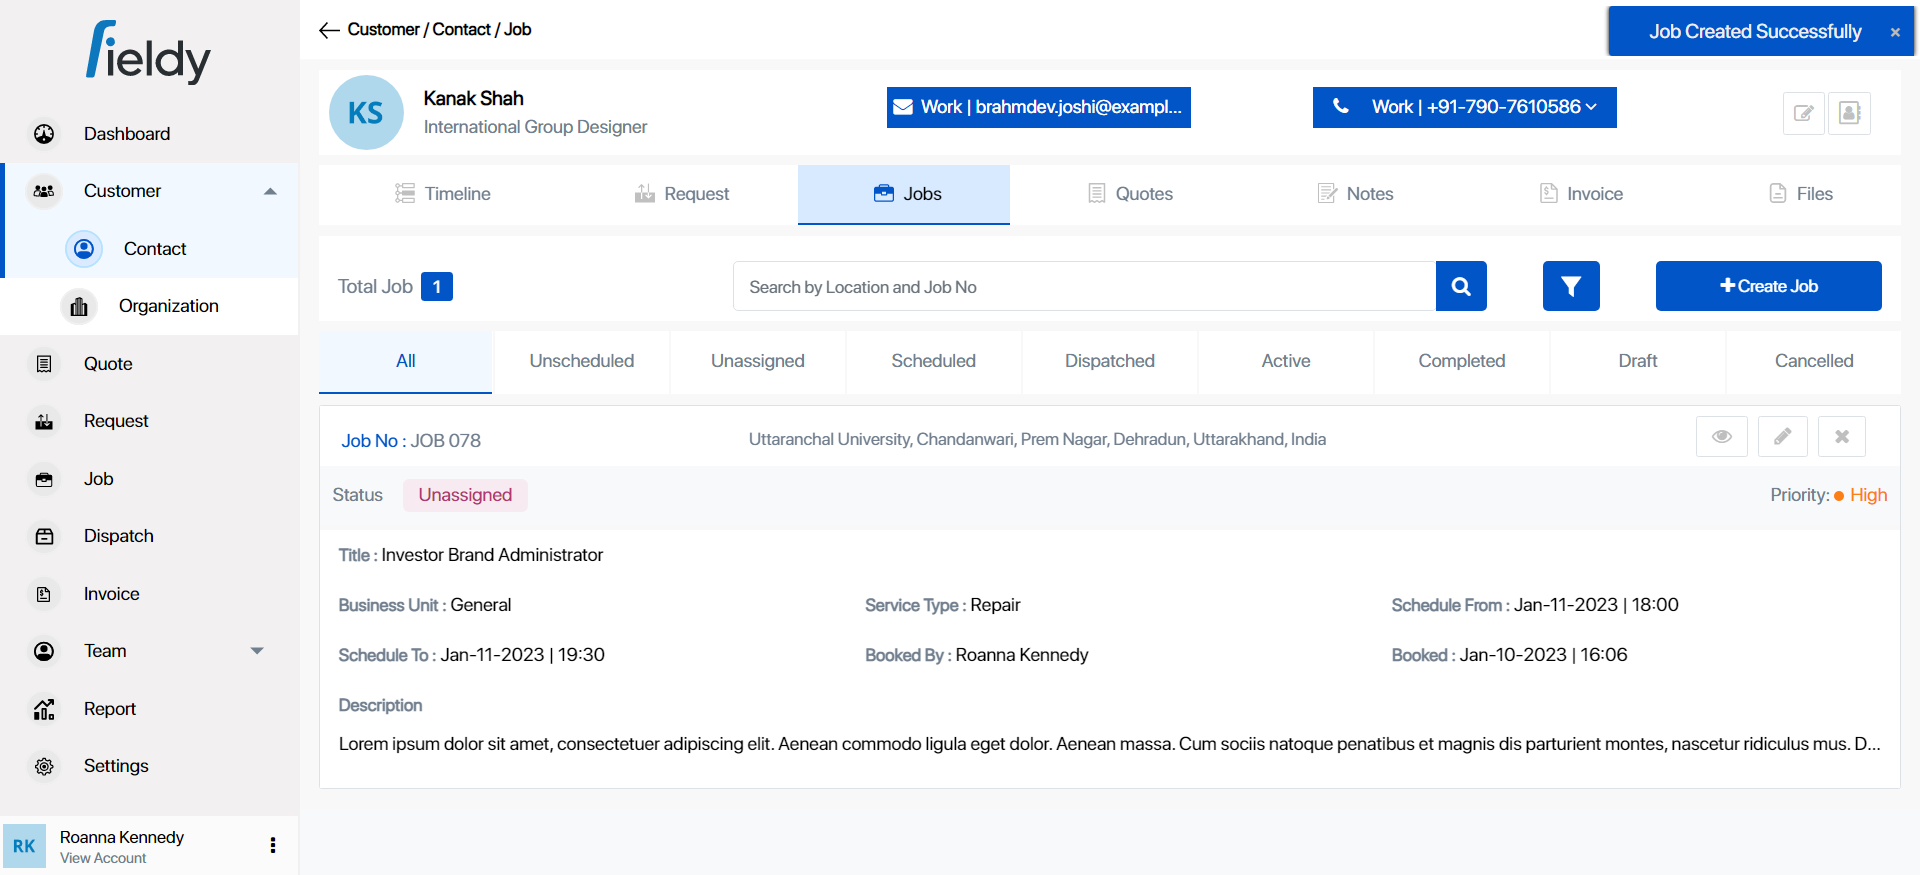 fieldy
Dashboard
Customer
Contact
Organization
Quote
Request
Job
Dispatch
Invoice
Team
Report
Settings
RK
Roanna Kennedy
View Account
Customer / Contact / Job
Job Created Successfully ×
KS
Kanak Shah
International Group Designer
Work | brahmdev.joshi@exampl...
Work | +91-790-7610586
Timeline Request Jobs Quotes Notes Invoice Files
Total Job 1
Search by Location and Job No
+Create Job
All Unscheduled Unassigned Scheduled Dispatched Active Completed Draft Cancelled
Job No : JOB 078
Uttaranchal University, Chandanwari, Prem Nagar, Dehradun, Uttarakhand, India
Status Unassigned
Priority: High
Title : Investor Brand Administrator
Business Unit : General
Service Type : Repair
Schedule From : Jan-11-2023 | 18:00
Schedule To : Jan-11-2023 | 19:30
Booked By : Roanna Kennedy
Booked : Jan-10-2023 | 16:06
Description
Lorem ipsum dolor sit amet, consectetuer adipiscing elit. Aenean commodo ligula eget dolor. Aenean massa. Cum sociis natoque penatibus et magnis dis parturient montes, nascetur ridiculus mus. D...